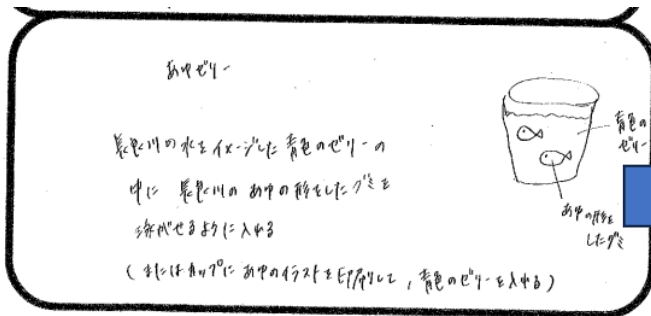 あゆゼリー
長良川の水をイメージした青色のゼリーの
中に 長良川のあゆの形をしたグミを
泳がせるように入れる
(またはカップにあゆのイラストを印刷して,青色のゼリーを入れる)
青色の
ゼリー
あゆの形を
したグミ